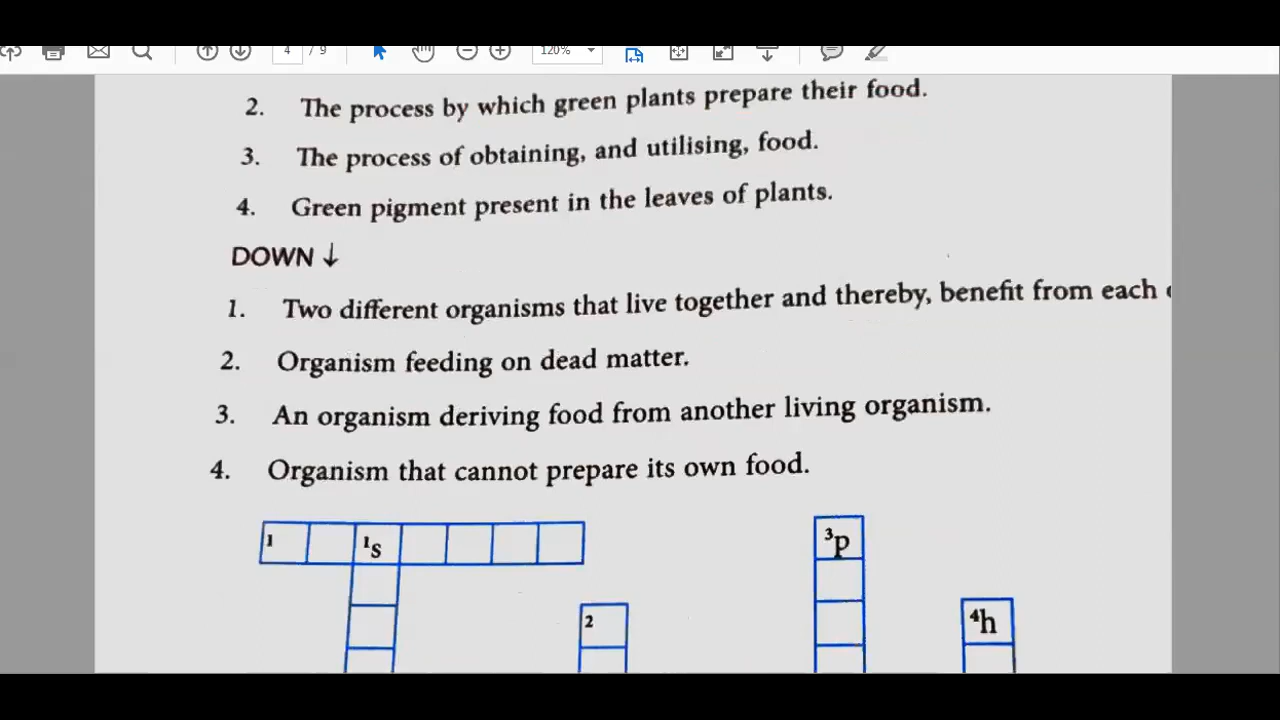 4 / 9 120%
2. The process by which green plants prepare their food.
3. The process of obtaining, and utilising, food.
4. Green pigment present in the leaves of plants.
DOWN ↓
1. Two different organisms that live together and thereby, benefit from each
2. Organism feeding on dead matter.
3. An organism deriving food from another living organism.
4. Organism that cannot prepare its own food.
1 1s 3p
2 4h